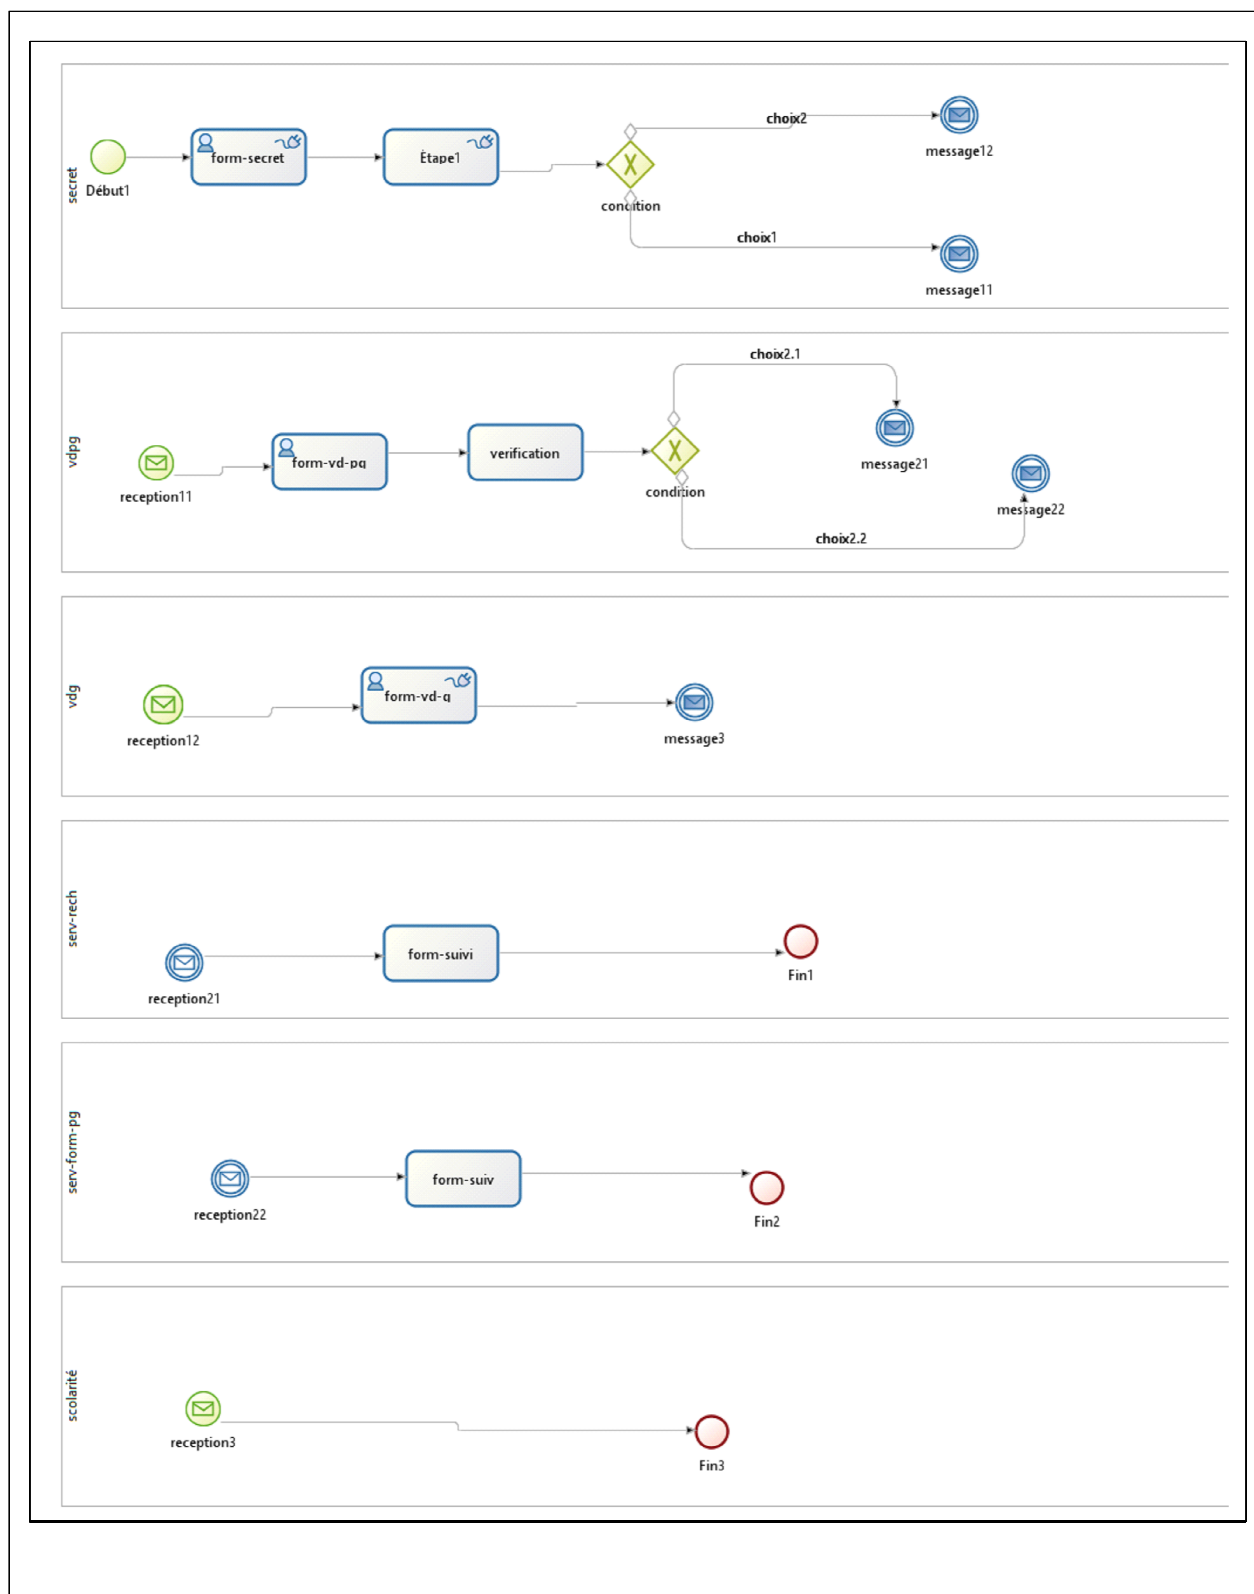 secret
Début1
form-secret
Étape1
condition
choix2
message12
choix1
message11
vdpg
reception11
form-vd-pg
verification
condition
choix2.1
message21
message22
choix2.2
vdg
reception12
form-vd-g
message3
serv-rech
reception21
form-suivi
Fin1
serv-form-pg
reception22
form-suiv
Fin2
scolarité
reception3
Fin3